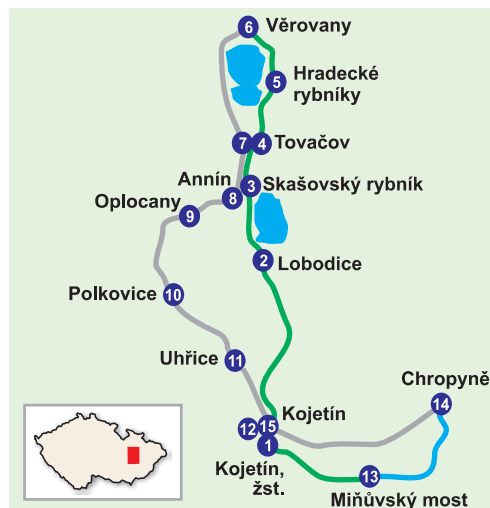 6 Věrovany
5 Hradecké
rybníky
7 4 Tovačov
Annín
3 Skašovský rybník
8
Oplocany
9
2 Lobodice
Polkovice 10
Uhřice 11
Chropyně
14
Kojetín
12 15
1
Kojetín,
žst.
13
Miňůvský most